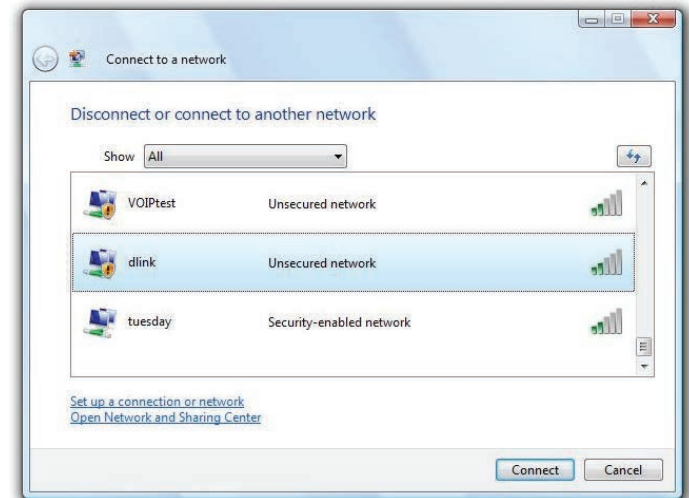 Connect to a network
Disconnect or connect to another network
Show All
VOIPtest Unsecured network
dlink Unsecured network
tuesday Security-enabled network
Set up a connection or network
Open Network and Sharing Center
Connect Cancel